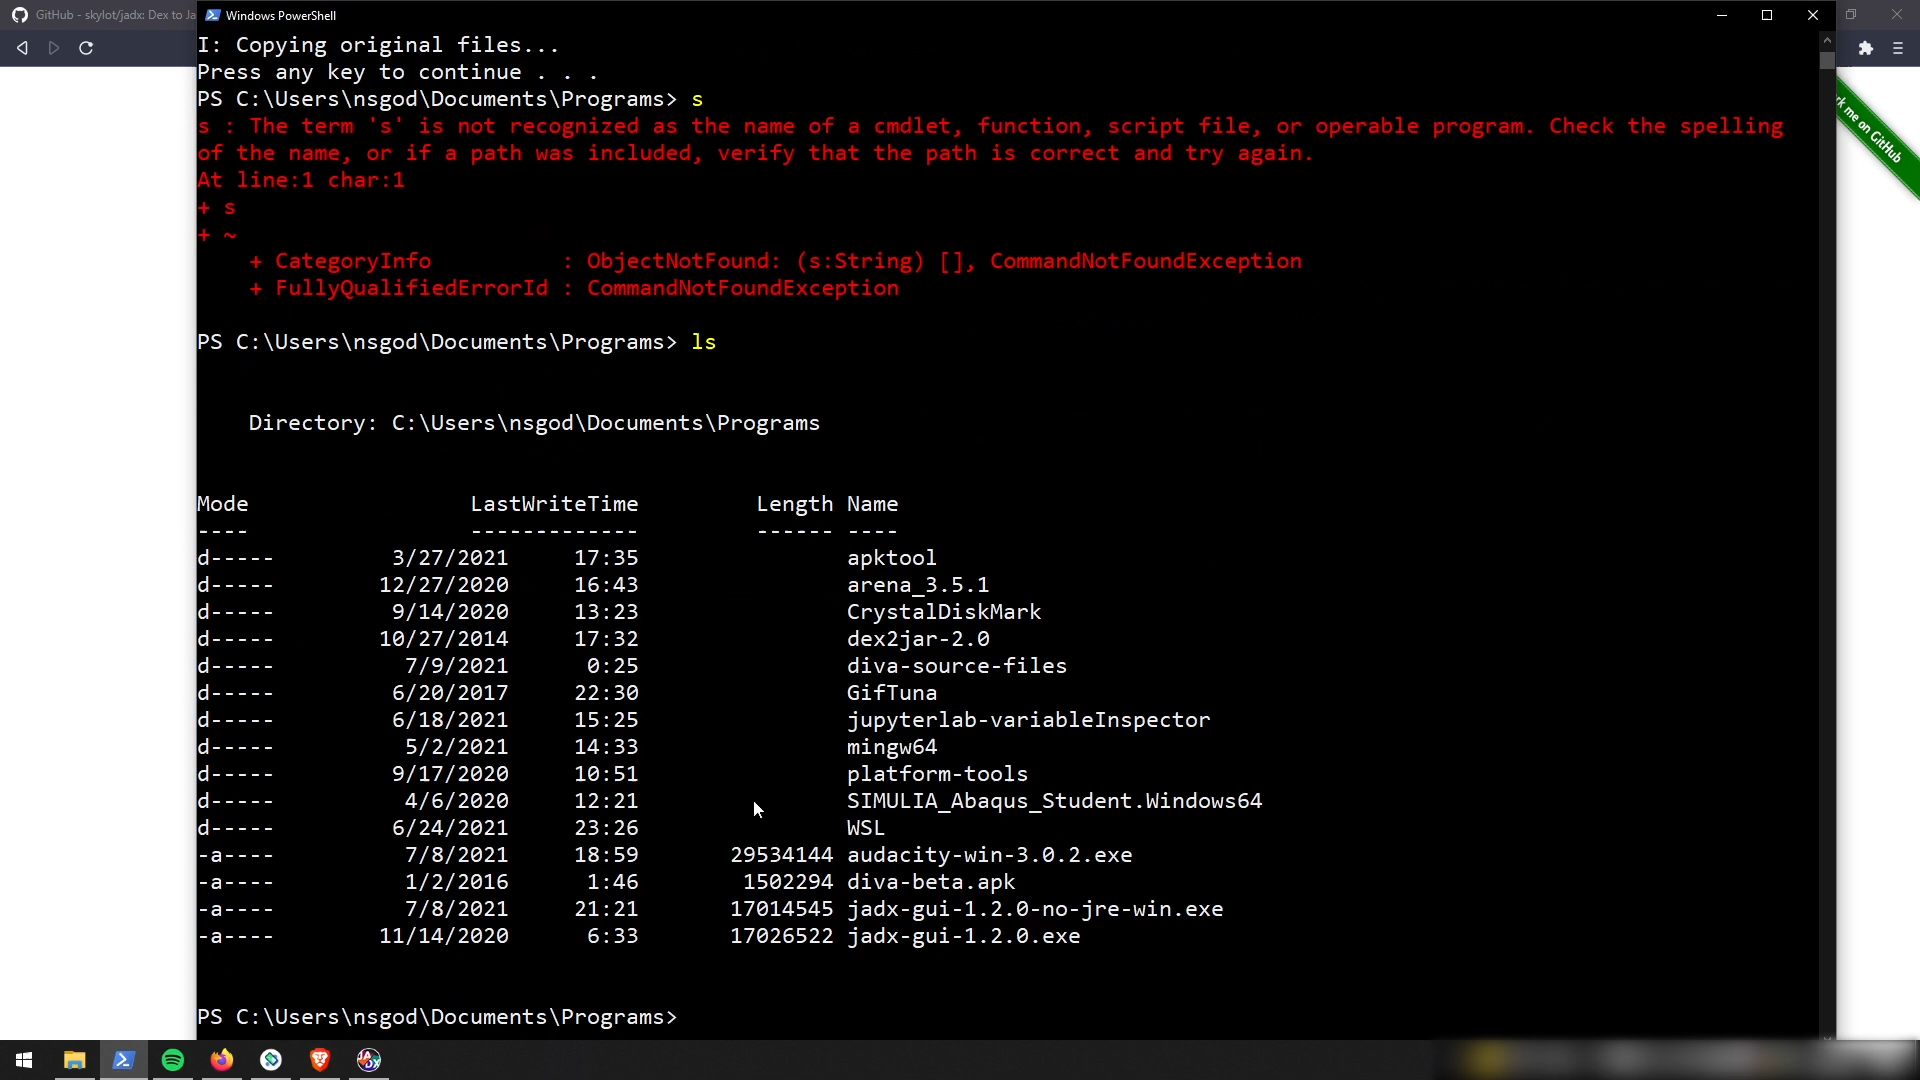 GitHub - skylot/jadx: Dex to Ja
Windows PowerShell
I: Copying original files...
Press any key to continue . . .
PS C:\Users\nsgod\Documents\Programs> s
s : The term 's' is not recognized as the name of a cmdlet, function, script file, or operable program. Check the spelling
of the name, or if a path was included, verify that the path is correct and try again.
At line:1 char:1
+ s
+ ~
    + CategoryInfo          : ObjectNotFound: (s:String) [], CommandNotFoundException
    + FullyQualifiedErrorId : CommandNotFoundException
PS C:\Users\nsgod\Documents\Programs> ls
    Directory: C:\Users\nsgod\Documents\Programs
Mode                 LastWriteTime         Length Name
----                 -------------         ------ ----
d-----         3/27/2021     17:35                apktool
d-----        12/27/2020     16:43                arena_3.5.1
d-----         9/14/2020     13:23                CrystalDiskMark
d-----        10/27/2014     17:32                dex2jar-2.0
d-----          7/9/2021      0:25                diva-source-files
d-----         6/20/2017     22:30                GifTuna
d-----         6/18/2021     15:25                jupyterlab-variableInspector
d-----          5/2/2021     14:33                mingw64
d-----         9/17/2020     10:51                platform-tools
d-----          4/6/2020     12:21                SIMULIA_Abaqus_Student.Windows64
d-----         6/24/2021     23:26                WSL
-a----          7/8/2021     18:59       29534144 audacity-win-3.0.2.exe
-a----          1/2/2016      1:46        1502294 diva-beta.apk
-a----          7/8/2021     21:21       17014545 jadx-gui-1.2.0-no-jre-win.exe
-a----        11/14/2020      6:33       17026522 jadx-gui-1.2.0.exe
PS C:\Users\nsgod\Documents\Programs>
rk me on GitHub
JADX